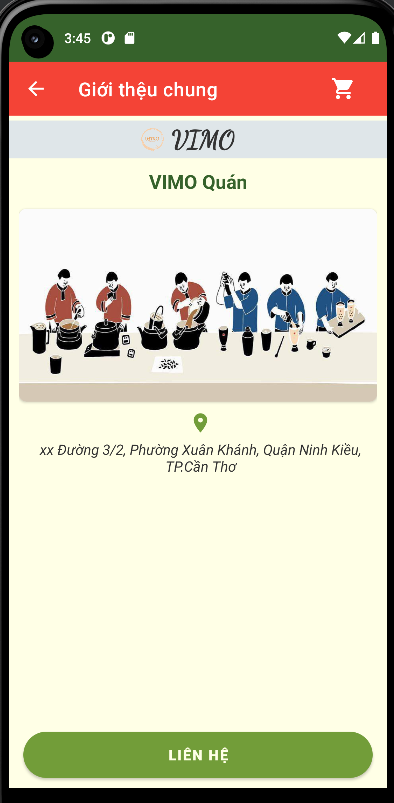 3:45
Giới thệu chung
VIMO
VIMO Quán
xx Đường 3/2, Phường Xuân Khánh, Quận Ninh Kiều,
TP.Cần Thơ
LIÊN HỆ